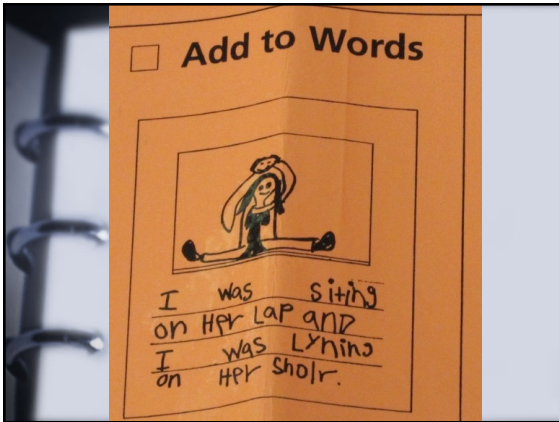 Add to Words
I was siting
on Her LaP anD
I was Lyning
on Her Sholr.